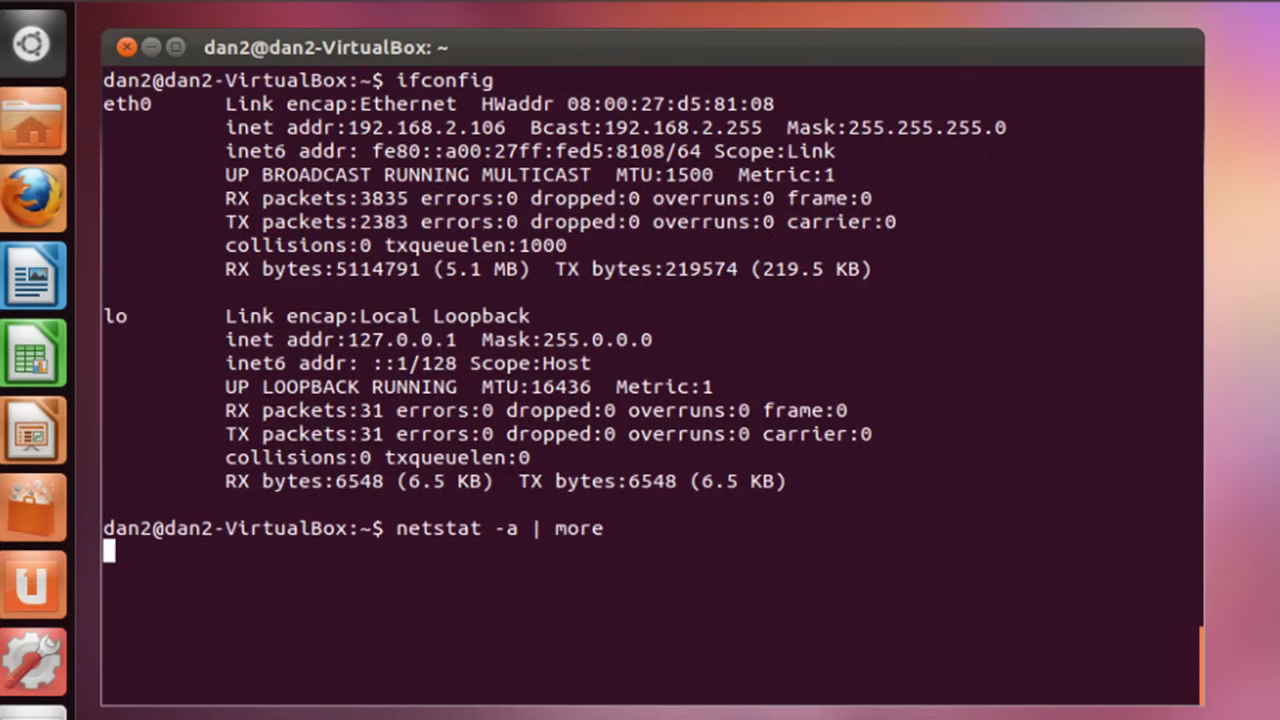 dan2@dan2-VirtualBox: ~
dan2@dan2-VirtualBox:~$ ifconfig
eth0 Link encap:Ethernet HWaddr 08:00:27:d5:81:08
inet addr:192.168.2.106 Bcast:192.168.2.255 Mask:255.255.255.0
inet6 addr: fe80::a00:27ff:fed5:8108/64 Scope:Link
UP BROADCAST RUNNING MULTICAST MTU:1500 Metric:1
RX packets:3835 errors:0 dropped:0 overruns:0 frame:0
TX packets:2383 errors:0 dropped:0 overruns:0 carrier:0
collisions:0 txqueuelen:1000
RX bytes:5114791 (5.1 MB) TX bytes:219574 (219.5 KB)
lo Link encap:Local Loopback
inet addr:127.0.0.1 Mask:255.0.0.0
inet6 addr: ::1/128 Scope:Host
UP LOOPBACK RUNNING MTU:16436 Metric:1
RX packets:31 errors:0 dropped:0 overruns:0 frame:0
TX packets:31 errors:0 dropped:0 overruns:0 carrier:0
collisions:0 txqueuelen:0
RX bytes:6548 (6.5 KB) TX bytes:6548 (6.5 KB)
dan2@dan2-VirtualBox:~$ netstat -a | more